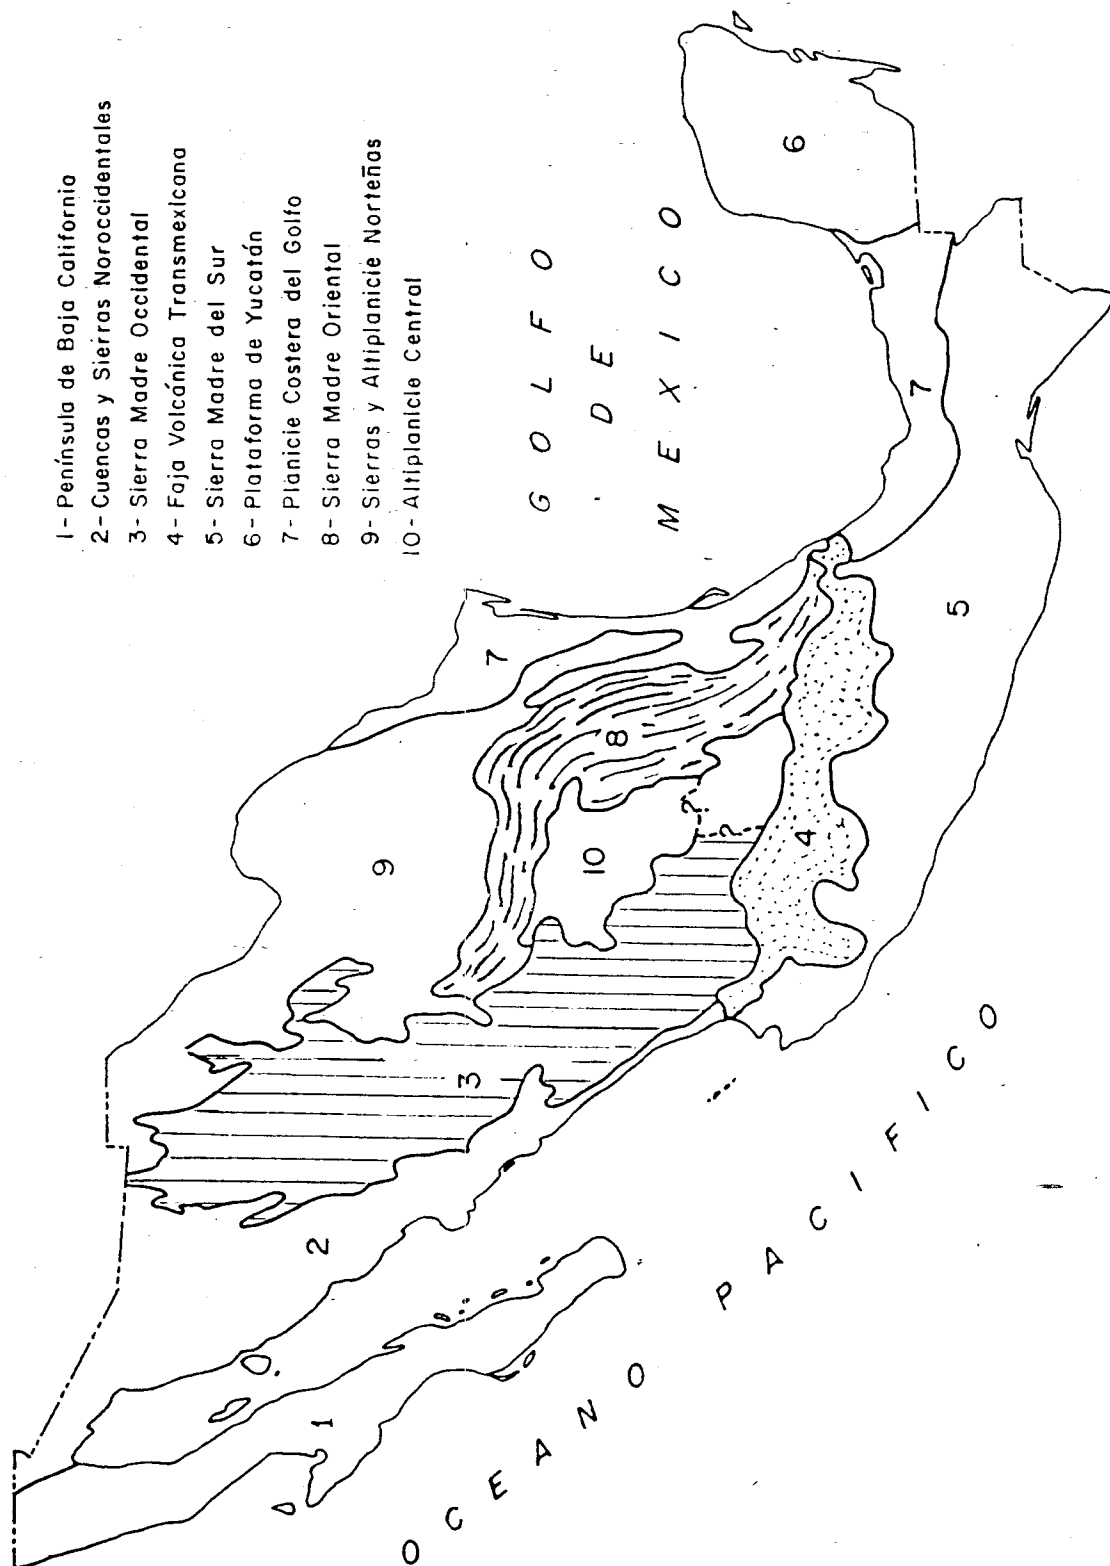 1- Península de Baja California
2- Cuencas y Sierras Noroccidentales
3- Sierra Madre Occidental
4- Faja Volcánica Transmexicana
5- Sierra Madre del Sur
6- Plataforma de Yucatán
7- Planicie Costera del Golfo
8- Sierra Madre Oriental
9- Sierras y Altiplanicie Norteñas
10- Altiplanicie Central
GOLFO
DE
MEXICO
OCEANO PACIFICO
1
2
3
9
10
8
7
?
?
4
5
7
6